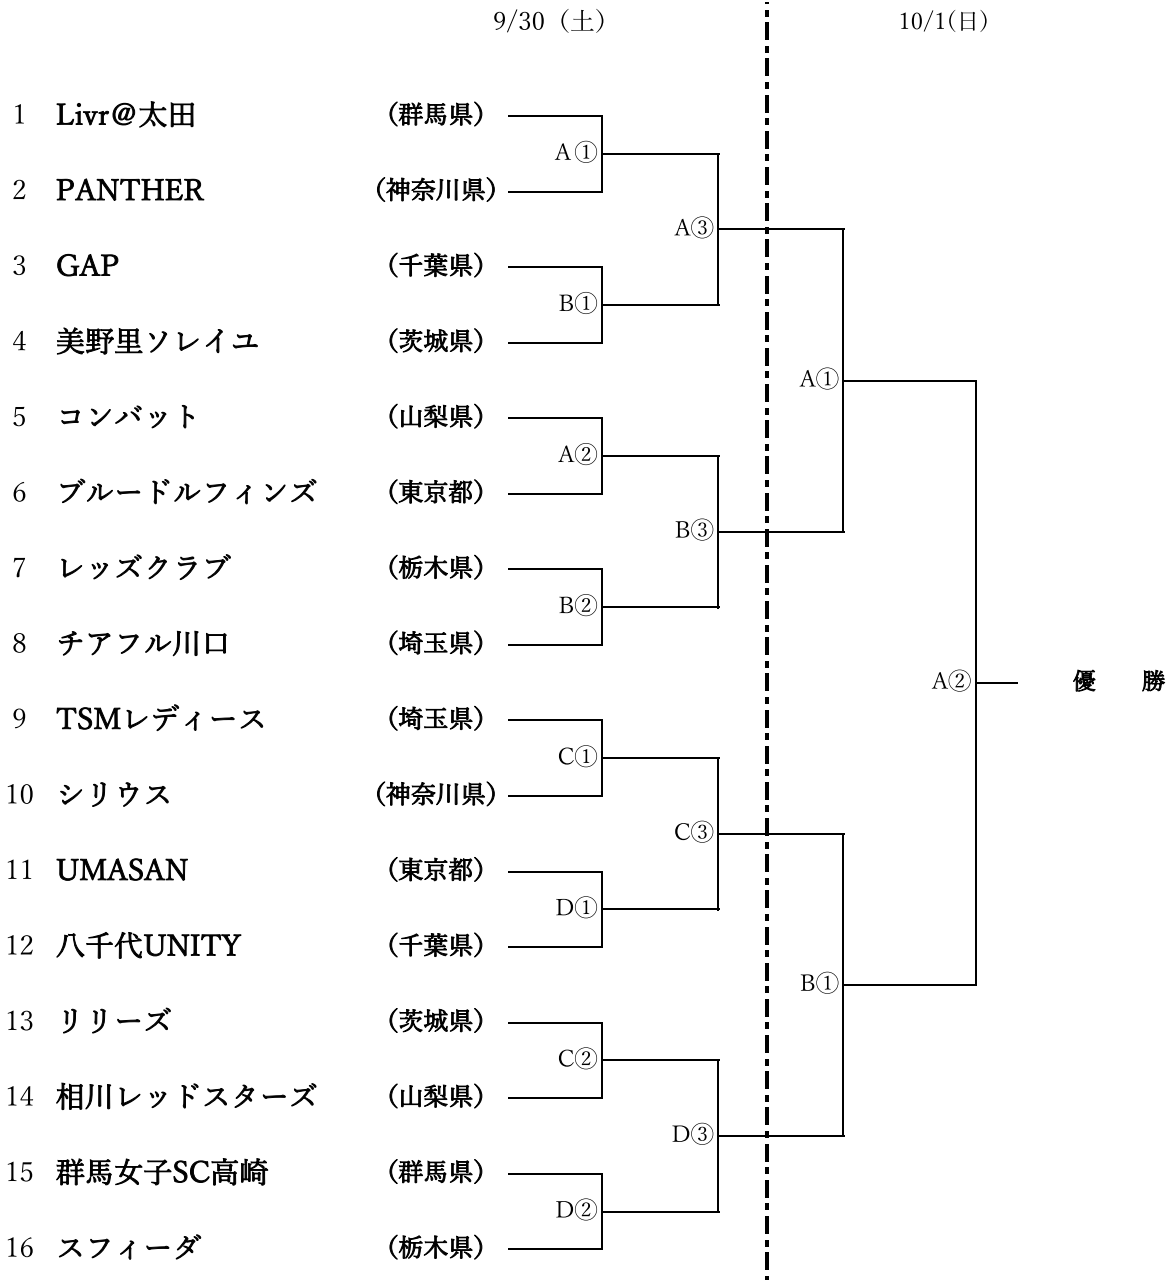 9/30（土） 10/1(日)
1 Livr@太田 （群馬県）
A①
2 PANTHER （神奈川県）
A③
3 GAP （千葉県）
B①
4 美野里ソレイユ （茨城県）
A①
5 コンバット （山梨県）
A②
6 ブルードルフィンズ （東京都）
B③
7 レッズクラブ （栃木県）
B②
8 チアフル川口 （埼玉県）
A② 優 勝
9 TSMレディース （埼玉県）
C①
10 シリウス （神奈川県）
C③
11 UMASAN （東京都）
D①
12 八千代UNITY （千葉県）
B①
13 リリーズ （茨城県）
C②
14 相川レッドスターズ （山梨県）
D③
15 群馬女子SC高崎 （群馬県）
D②
16 スフィーダ （栃木県）